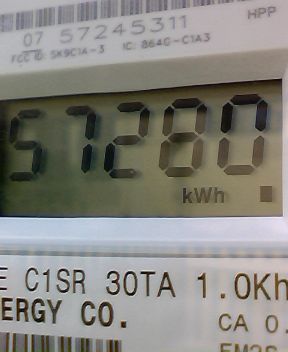 HPP
07 57245311
FCC ID: SK9C1A-3 IC: 864G-C1A3
57280
kWh
E C1SR 30TA 1.0Kh
ERGY CO.
CA 0.
EM2S